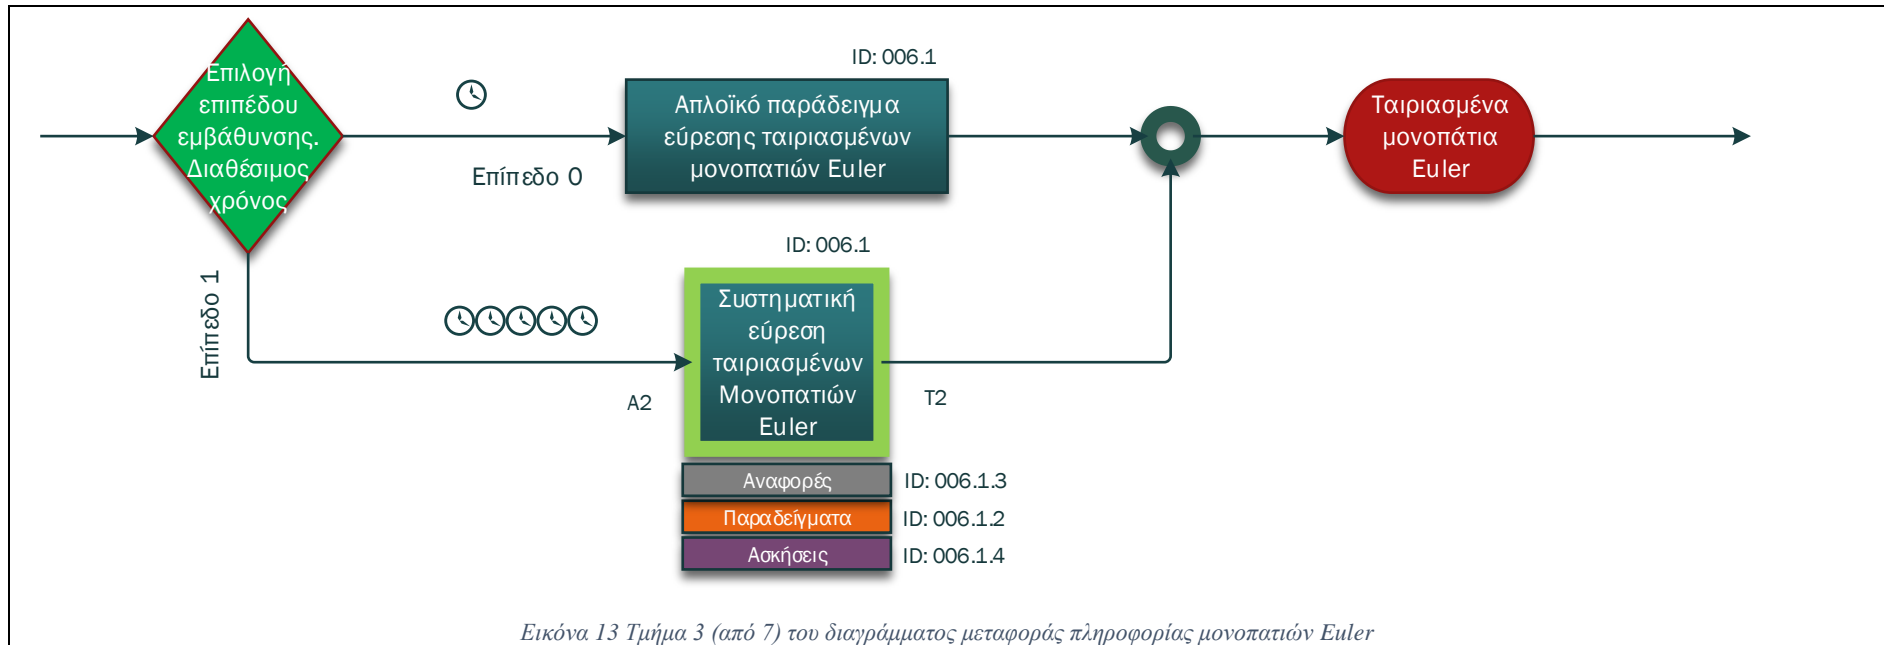 Επιλογή
επιπέδου
εμβάθυνσης.
Διαθέσιμος
χρόνος
Επίπεδο 0
ID: 006.1
Απλοϊκό παράδειγμα
εύρεσης ταιριασμένων
μονοπατιών Euler
Ταιριασμένα
μονοπάτια
Euler
Επίπεδο 1
ID: 006.1
Συστηματική
εύρεση
ταιριασμένων
Μονοπατιών
Euler
A2
T2
Αναφορές
ID: 006.1.3
Παραδείγματα
ID: 006.1.2
Ασκήσεις
ID: 006.1.4
Εικόνα 13 Τμήμα 3 (από 7) του διαγράμματος μεταφοράς πληροφορίας μονοπατιών Euler